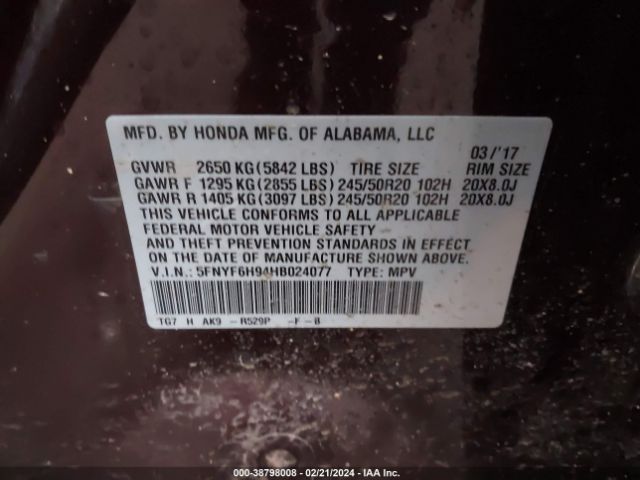 MFD. BY HONDA MFG. OF ALABAMA, LLC
03/'17
GVWR 2650 KG(5842 LBS) TIRE SIZE RIM SIZE
GAWR F 1295 KG(2855 LBS) 245/50R20 102H 20X8.0J
GAWR R 1405 KG(3097 LBS) 245/50R20 102H 20X8.0J
THIS VEHICLE CONFORMS TO ALL APPLICABLE
FEDERAL MOTOR VEHICLE SAFETY
AND THEFT PREVENTION STANDARDS IN EFFECT
ON THE DATE OF MANUFACTURE SHOWN ABOVE.
V.I.N.: 5FNYF6H94HB024077 TYPE: MPV
TG7 H AK9 -R529P -F-B
000-38798008 - 02/21/2024 - IAA Inc.